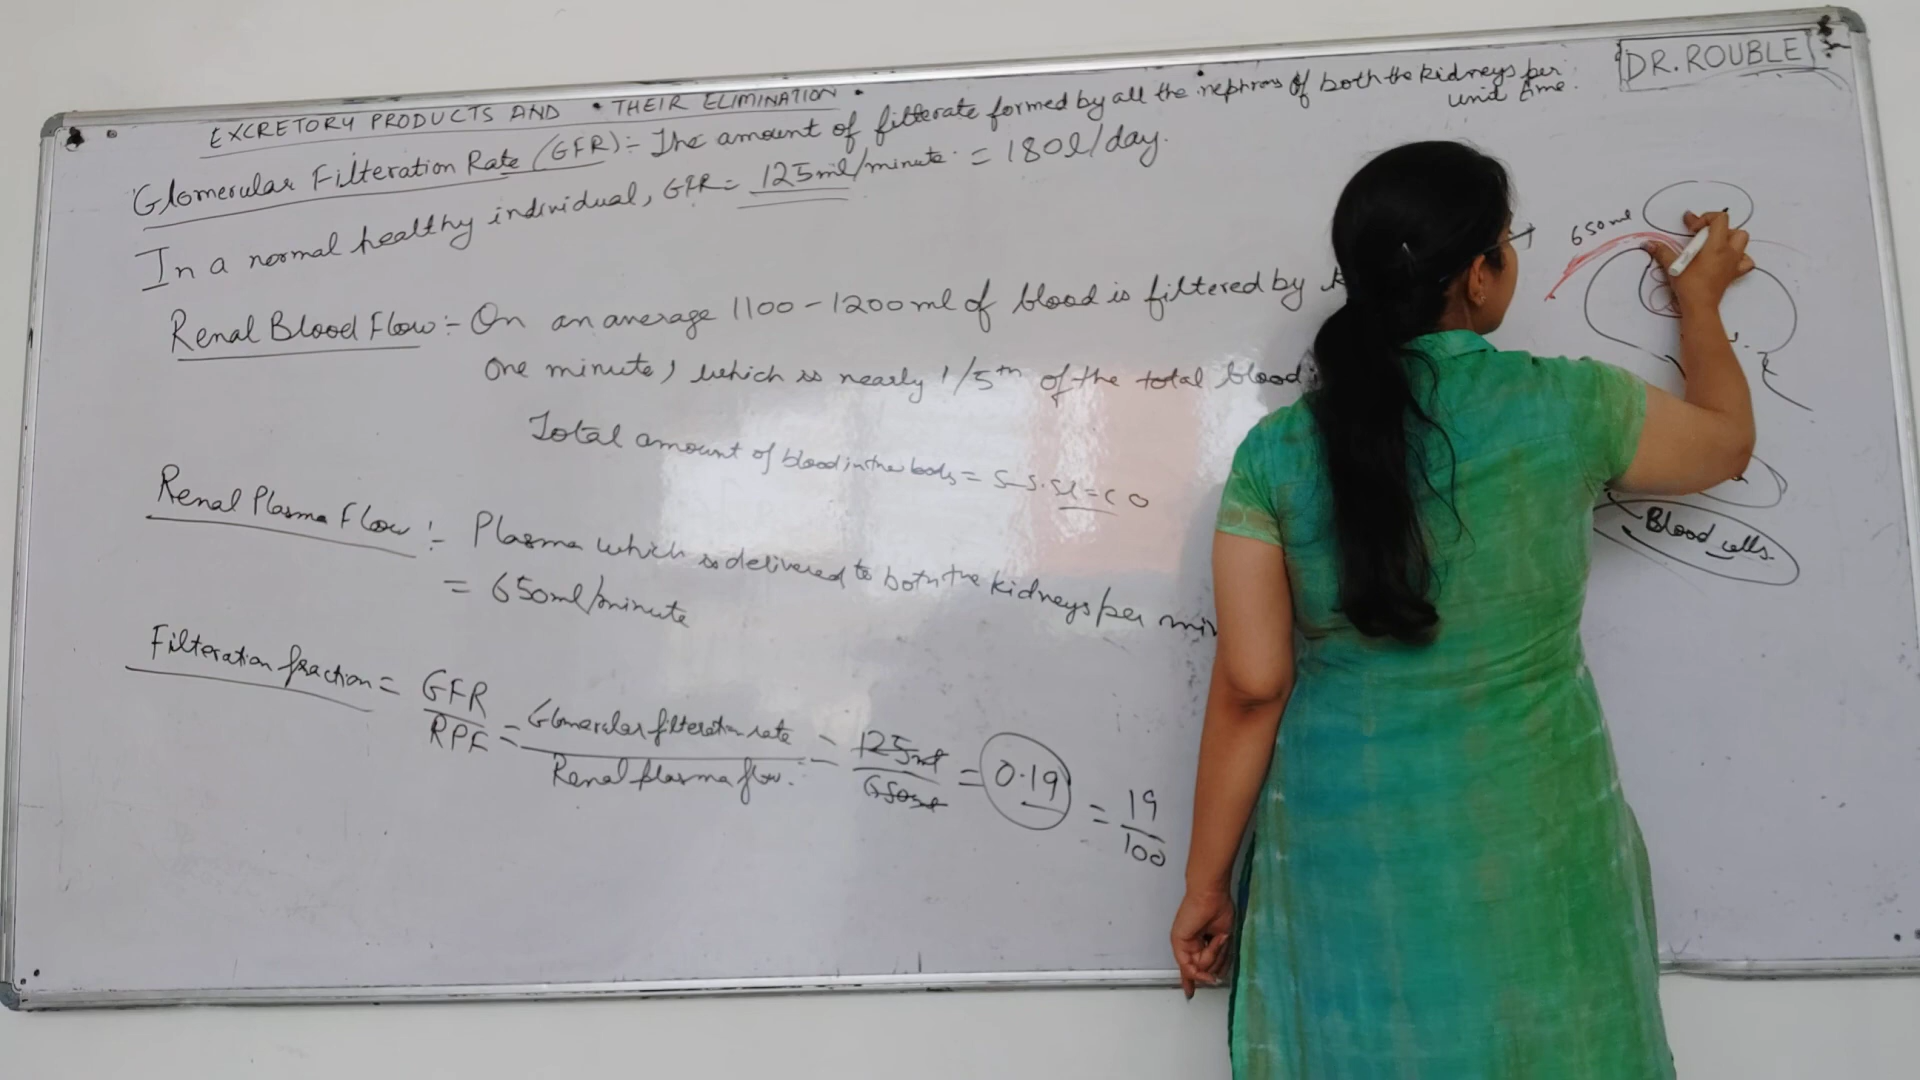 DR. ROUBLE
EXCRETORY PRODUCTS AND • THEIR ELIMINATION •
Glomerular Filteration Rate (GFR):- The amount of filterate formed by all the nephrons of both the kidneys per
unit time.
In a normal healthy individual, GFR = 125ml/minute = 180l/day.
Renal Blood Flow:- On an average 1100-1200ml of blood is filtered by
one minute, which is nearly 1/5th of the total blood
Total amount of blood in the body = 5-5.5l = CO
Renal Plasma Flow:- Plasma which is delivered to both the kidneys per
= 650ml/minute
Filteration fraction = GFR/RPF = Glomerular filteration rate/Renal plasma flow. = 125ml/650ml = 0.19 = 19/100
650ml
Blood cells.